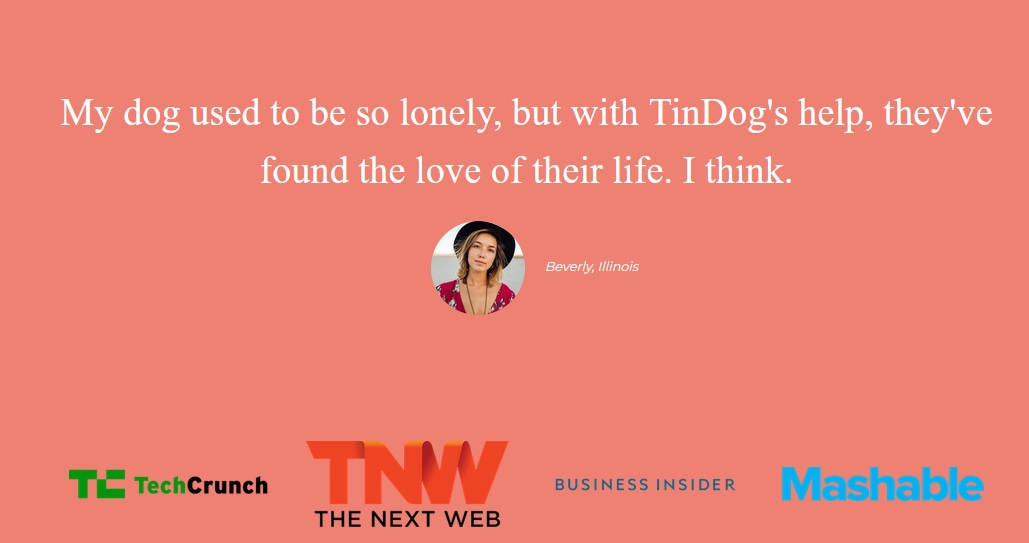 My dog used to be so lonely, but with TinDog's help, they've
found the love of their life. I think.
Beverly, Illinois
TC TechCrunch
TNW
THE NEXT WEB
BUSINESS INSIDER
Mashable